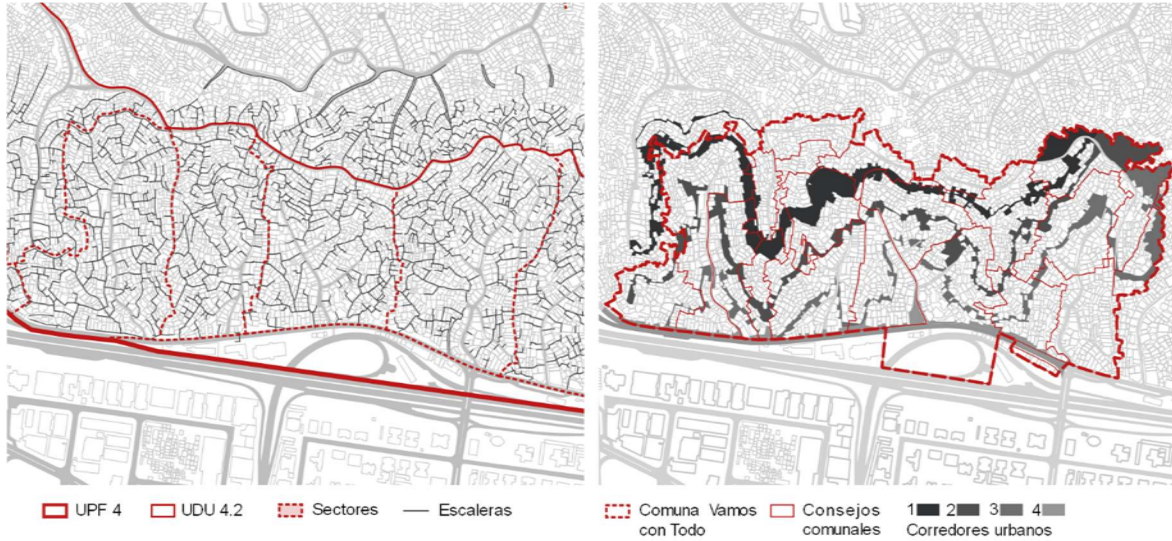 UPF 4 UDU 4.2 Sectores Escaleras
Comuna Vamos con Todo
Consejos comunales
1 2 3 4
Corredores urbanos